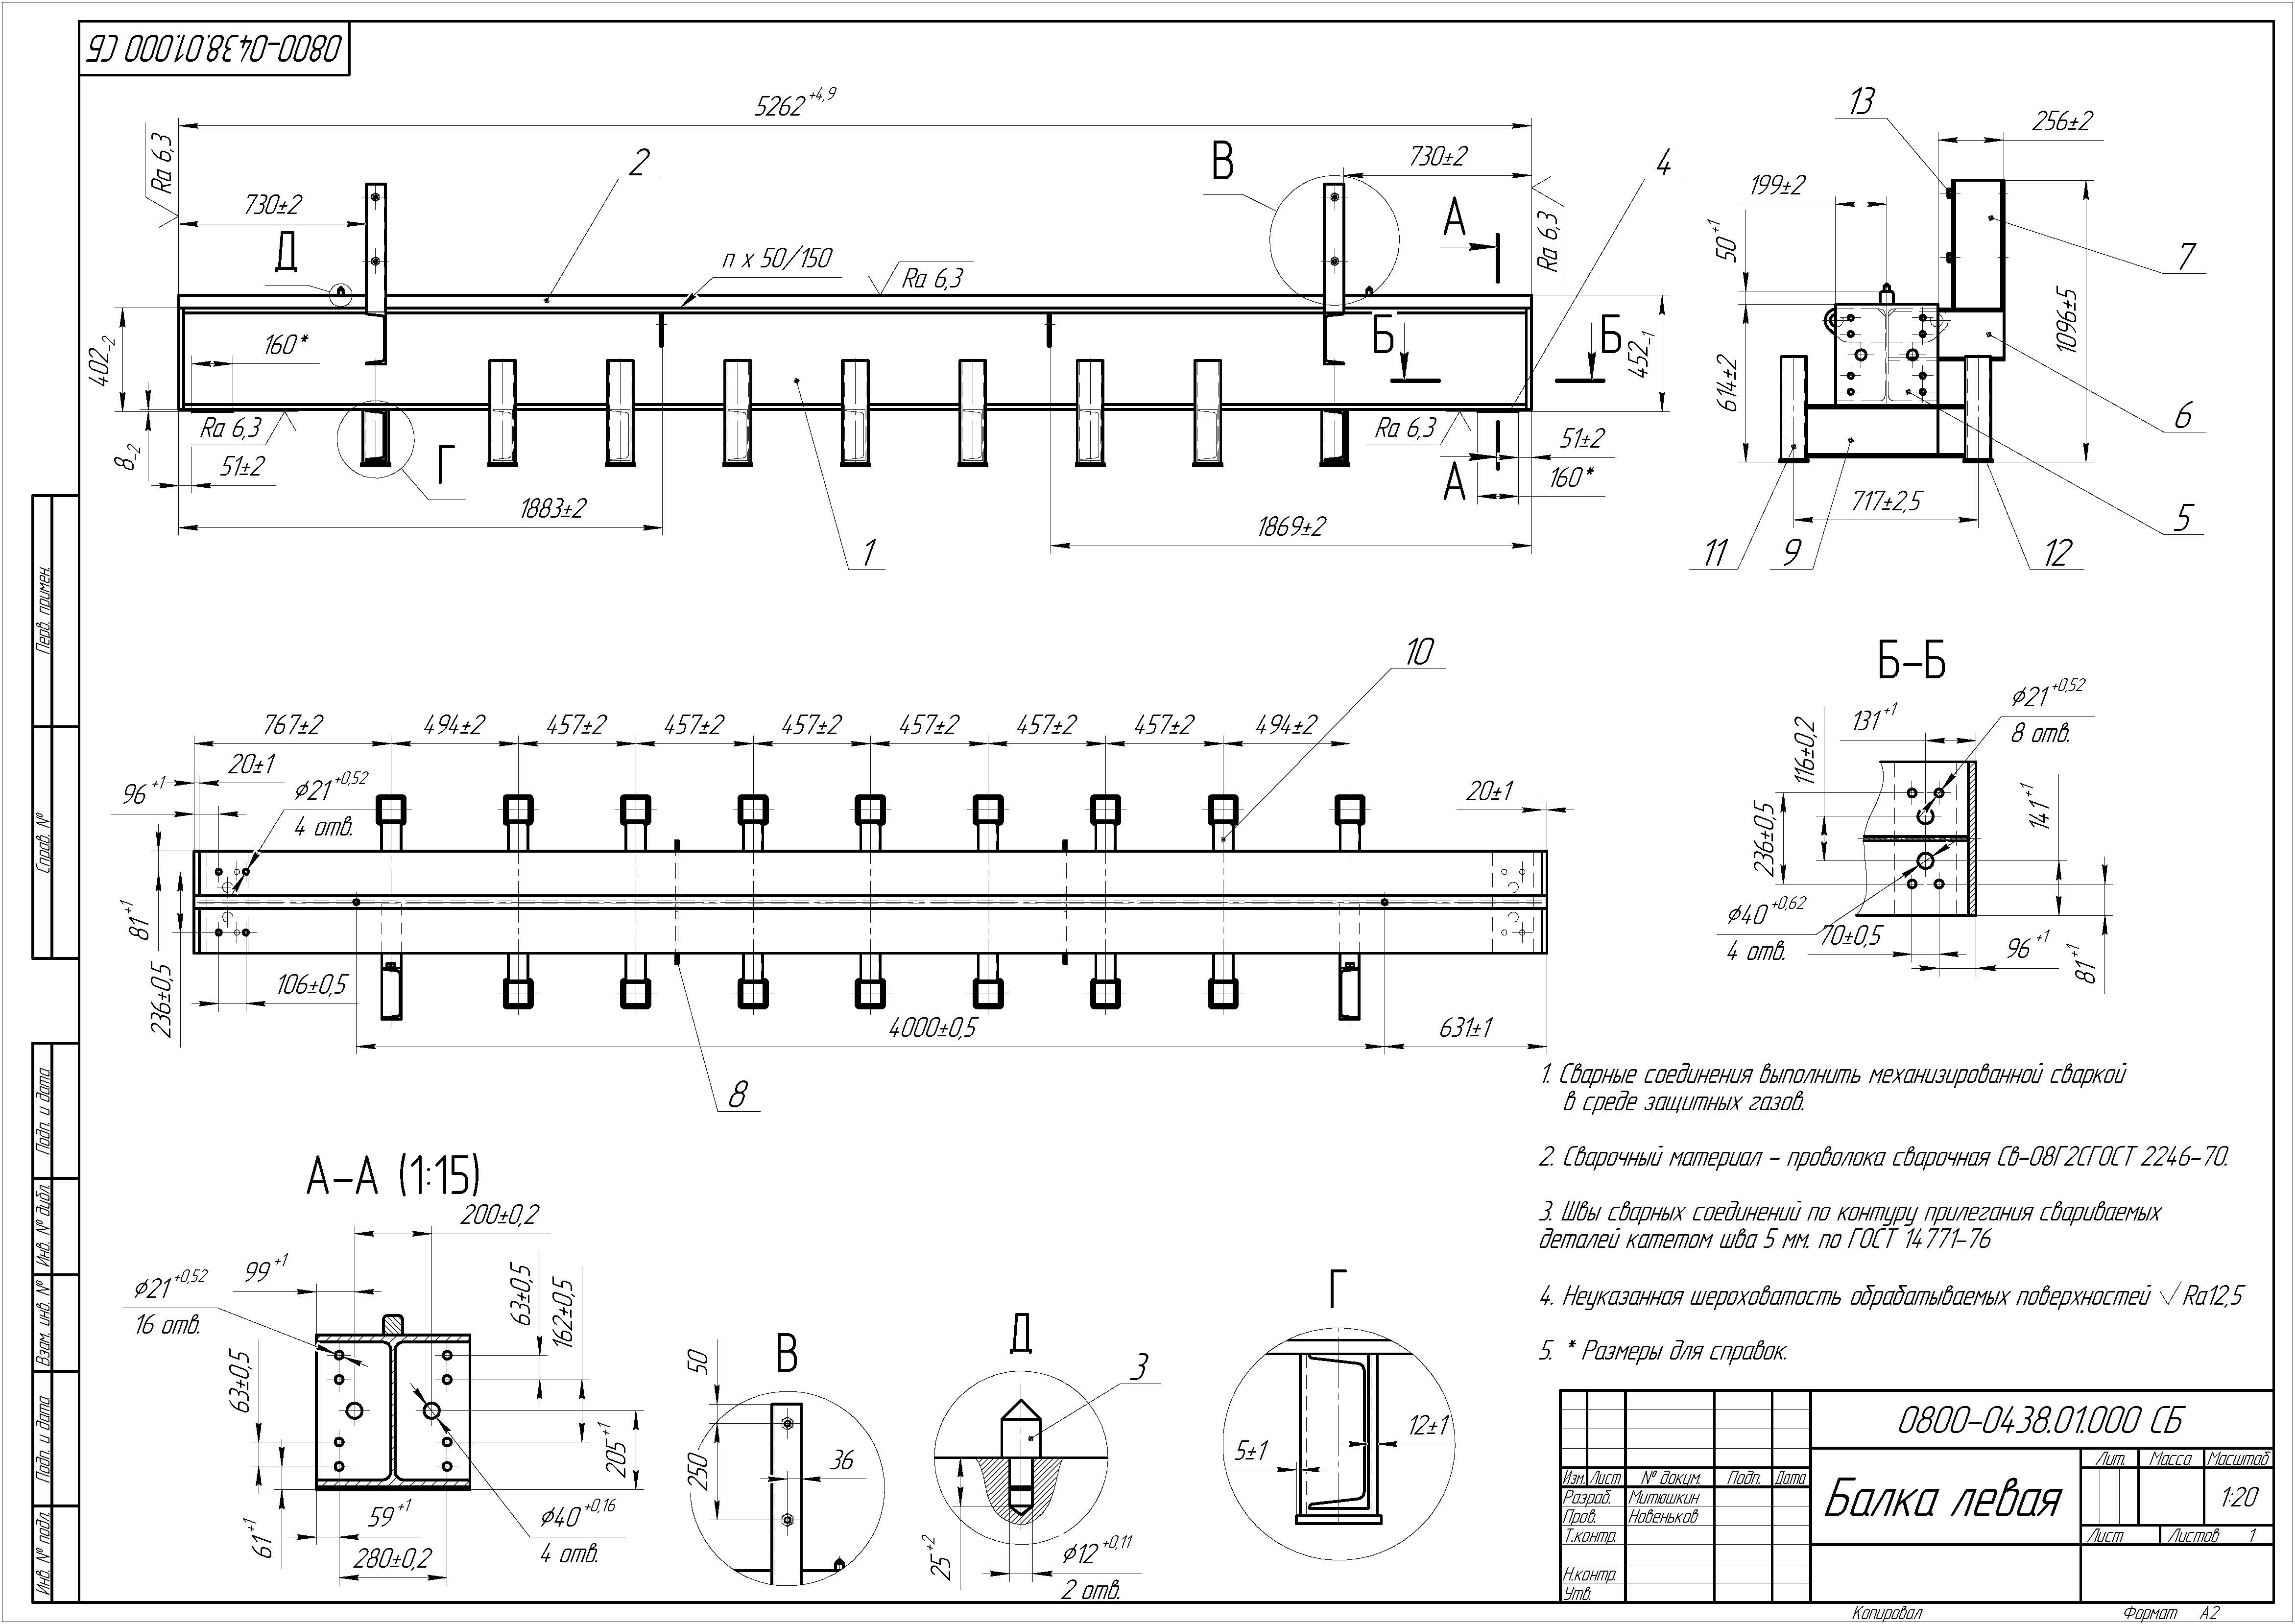 0800-0438.01.000 СБ
5262 +4,9
Ra 6,3
730±2
2
В
730±2
4
А
Ra 6,3
Д
n x 50/150
Ra 6,3
402 -2
160*
Б
Б
452 -1
8 -2
Ra 6,3
51±2
Г
Ra 6,3
51±2
А
160*
1883±2
1869±2
1
13
256±2
199±2
50 +1
7
1096±5
614±2
6
717±2,5
5
11
9
12
10
767±2
494±2
457±2
457±2
457±2
457±2
457±2
457±2
494±2
20±1
96 +1
ϕ21 +0,52
4 отв.
20±1
81 +1
236±0,5
106±0,5
4000±0,5
631±1
8
Б–Б
ϕ21 +0,52
8 отв.
131 +1
116±0,2
236±0,5
141 +1
ϕ40 +0,62
4 отв.
70±0,5
96 +1
81 +1
1. Сварные соединения выполнить механизированной сваркой
в среде защитных газов.
2. Сварочный материал – проволока сварочная Св-08Г2СГОСТ 2246-70.
3. Швы сварных соединений по контуру прилегания свариваемых
деталей катетом шва 5 мм. по ГОСТ 14771-76
4. Неуказанная шероховатость обрабатываемых поверхностей √ Ra12,5
5. * Размеры для справок.
А–А (1:15)
200±0,2
99 +1
ϕ21 +0,52
16 отв.
63±0,5
162±0,5
63±0,5
205 +1
61 +1
59 +1
280±0,2
ϕ40 +0,16
4 отв.
В
50
250
36
Д
3
25 +2
ϕ12 +0,11
2 отв.
Г
5±1
12±1
Перв. примен.
Справ. №
Подп. и дата
Инв. № дубл.
Взам. инв. №
Подп. и дата
Инв. № подл.
0800-0438.01.000 СБ
Балка левая
Лит. Масса Масштаб
1:20
Лист Листов 1
Изм. Лист № докум. Подп. Дата
Разраб. Митюшкин
Пров. Новеньков
Т.контр.
Н.контр.
Утв.
Копировал Формат А2